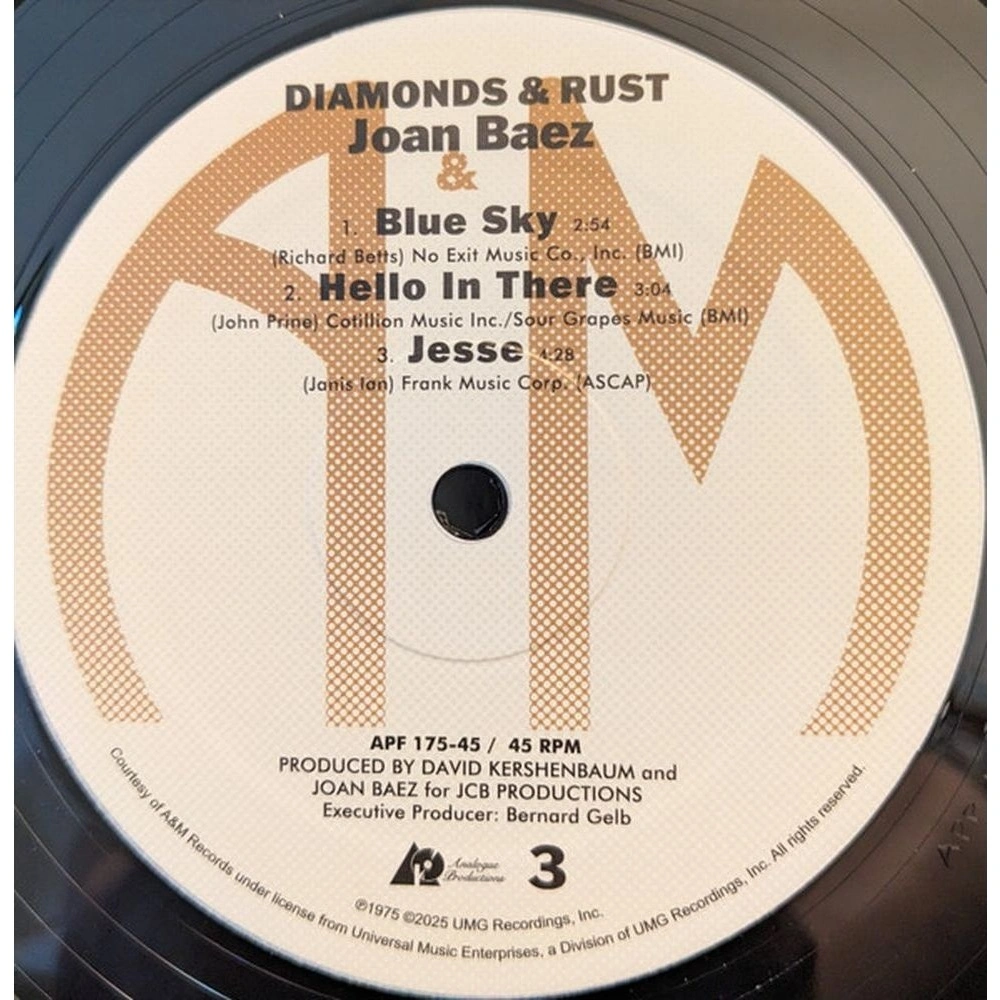 DIAMONDS & RUST
Joan Baez
&
1. Blue Sky 2:54
(Richard Betts) No Exit Music Co., Inc. (BMI)
2. Hello In There 3:04
(John Prine) Cotillion Music Inc./Sour Grapes Music (BMI)
3. Jesse 4:28
(Janis Ian) Frank Music Corp. (ASCAP)
AM
APF 175-45 / 45 RPM
PRODUCED BY DAVID KERSHENBAUM and
JOAN BAEZ for JCB PRODUCTIONS
Executive Producer: Bernard Gelb
AP Analogue
Productions
3
℗1975 ©2025 UMG Recordings, Inc.
Courtesy of A&M Records under license from Universal Music Enterprises, a Division of UMG Recordings, Inc. All rights reserved.